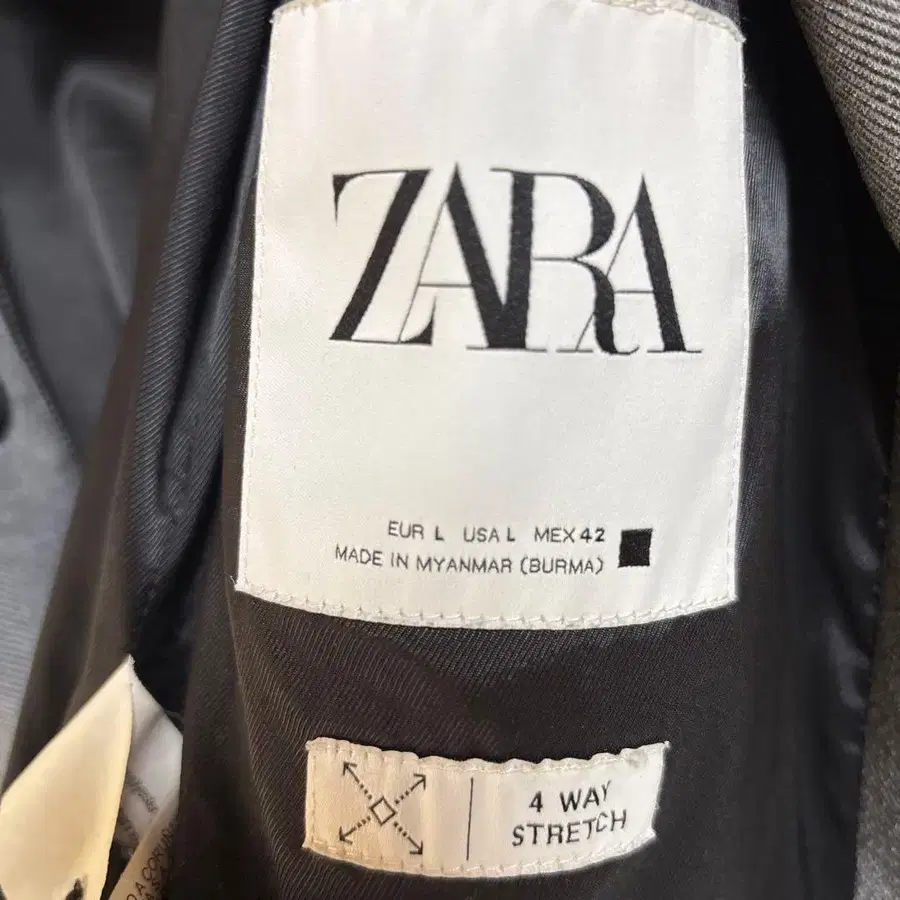 ZARA
EUR L USA L MEX 42
MADE IN MYANMAR (BURMA)
4 WAY
STRETCH